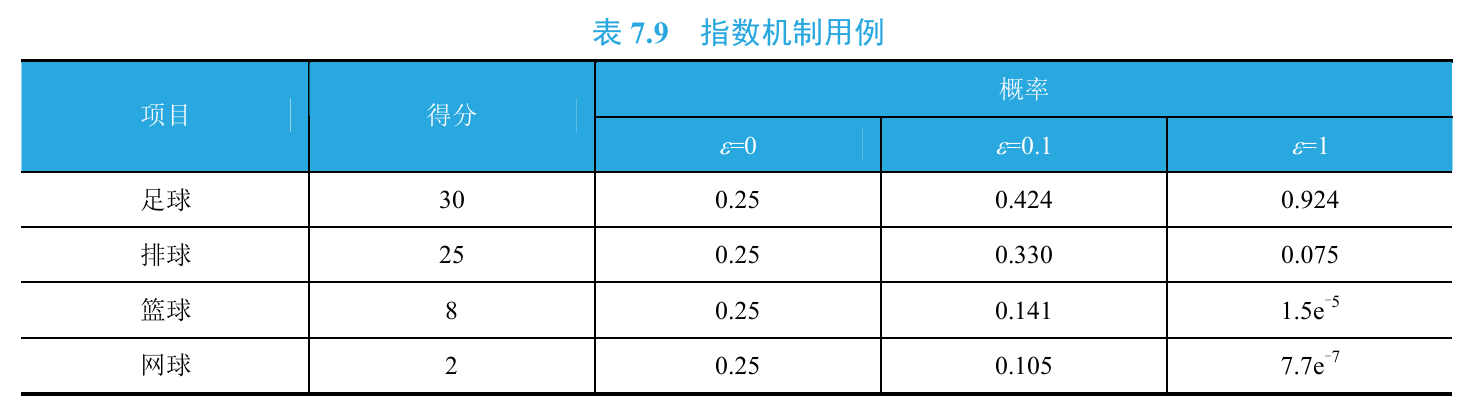 表 7.9 指数机制用例
项目 得分 概率
ε=0 ε=0.1 ε=1
足球 30 0.25 0.424 0.924
排球 25 0.25 0.330 0.075
篮球 8 0.25 0.141 1.5e⁻⁵
网球 2 0.25 0.105 7.7e⁻⁷